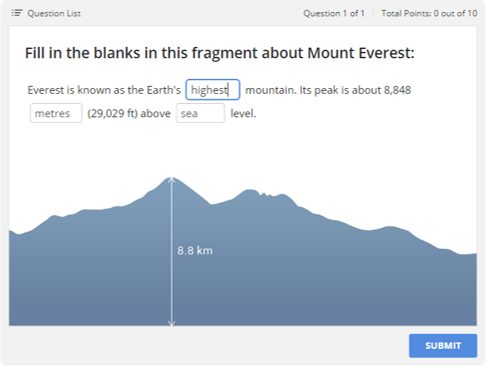 Question List
Question 1 of 1 Total Points: 0 out of 10
Fill in the blanks in this fragment about Mount Everest:
Everest is known as the Earth's highest mountain. Its peak is about 8,848
metres (29,029 ft) above sea level.
8.8 km
SUBMIT